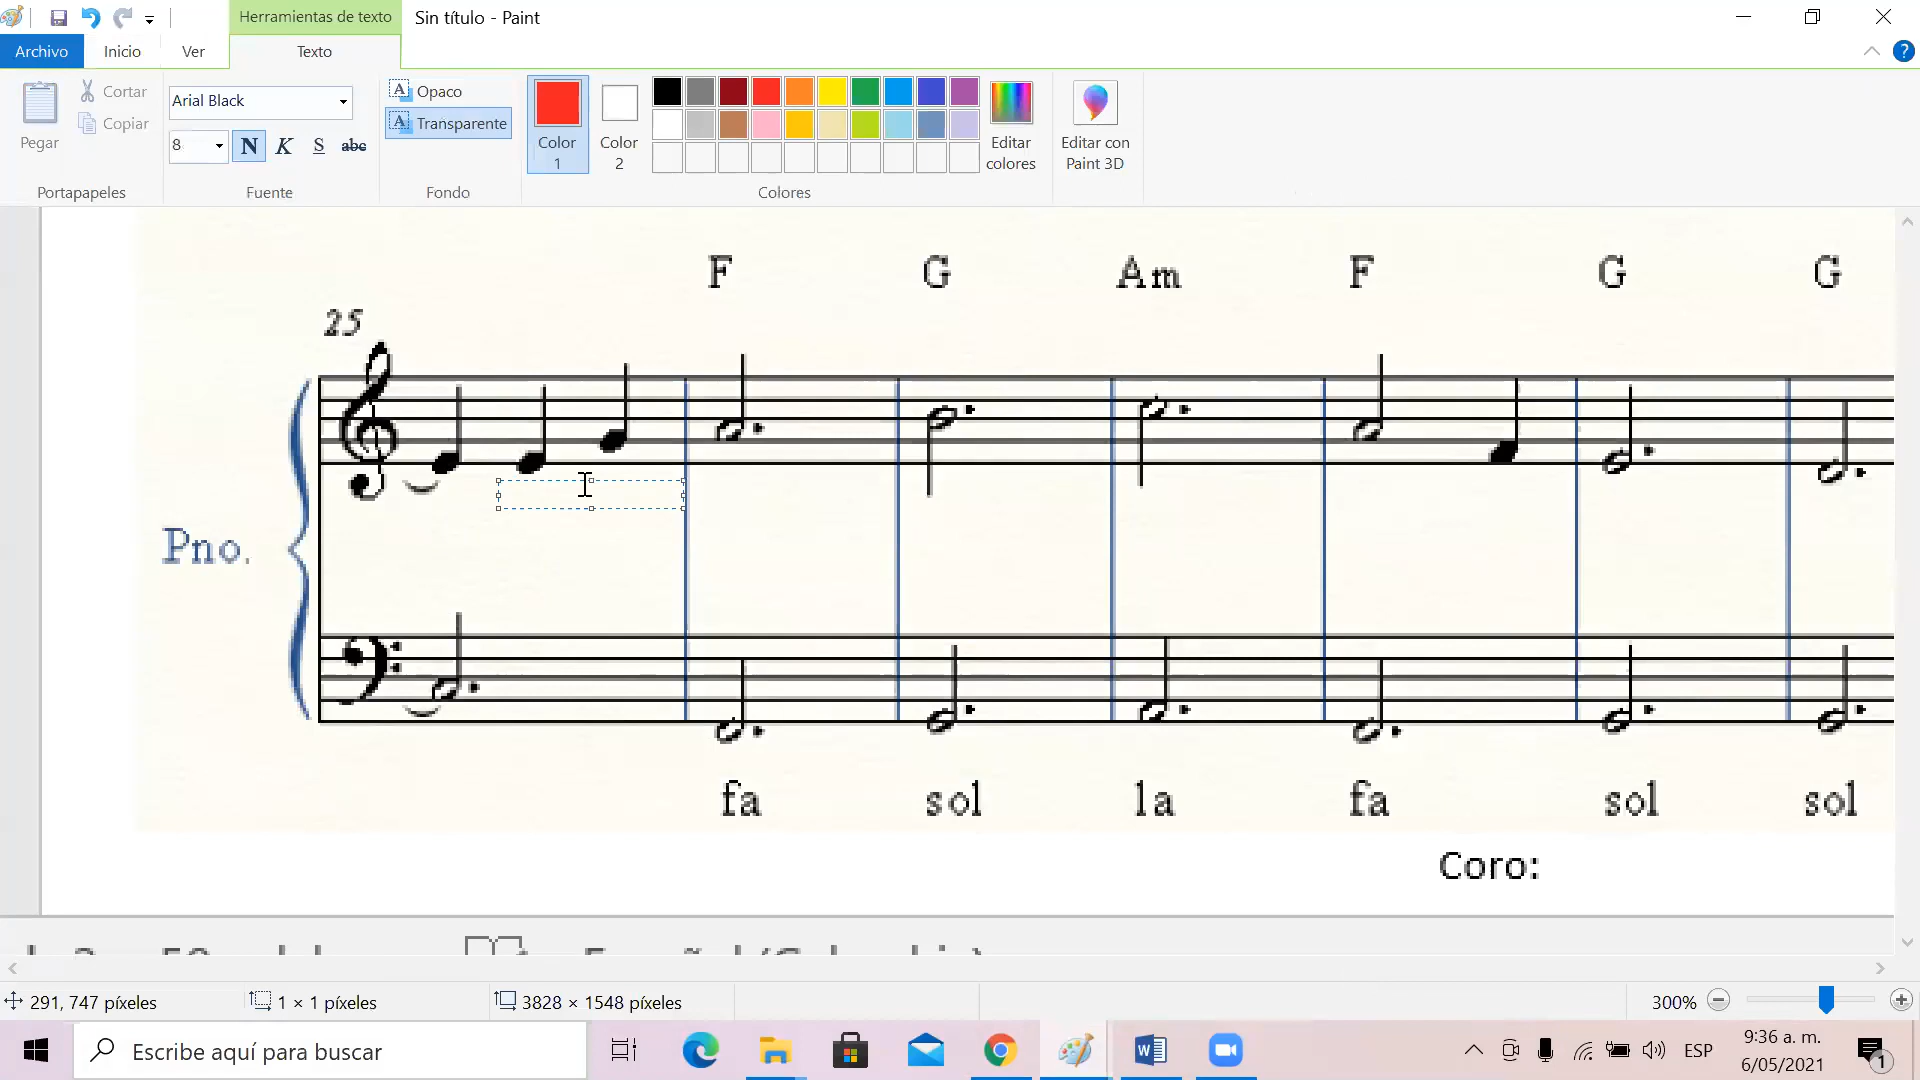 Herramientas de texto
Sin título - Paint
Archivo
Inicio
Ver
Texto
?
Pegar
Cortar
Copiar
Portapapeles
Arial Black
8
N K S abc
Fuente
A Opaco
A Transparente
Fondo
Color 1
Color 2
Editar colores
Colores
Editar con Paint 3D
F G Am F G G
25
Pno.
fa sol la fa sol sol
Coro:
291, 747 píxeles
1 × 1 píxeles
3828 × 1548 píxeles
300%
Escribe aquí para buscar
ESP
9:36 a. m.
6/05/2021
1